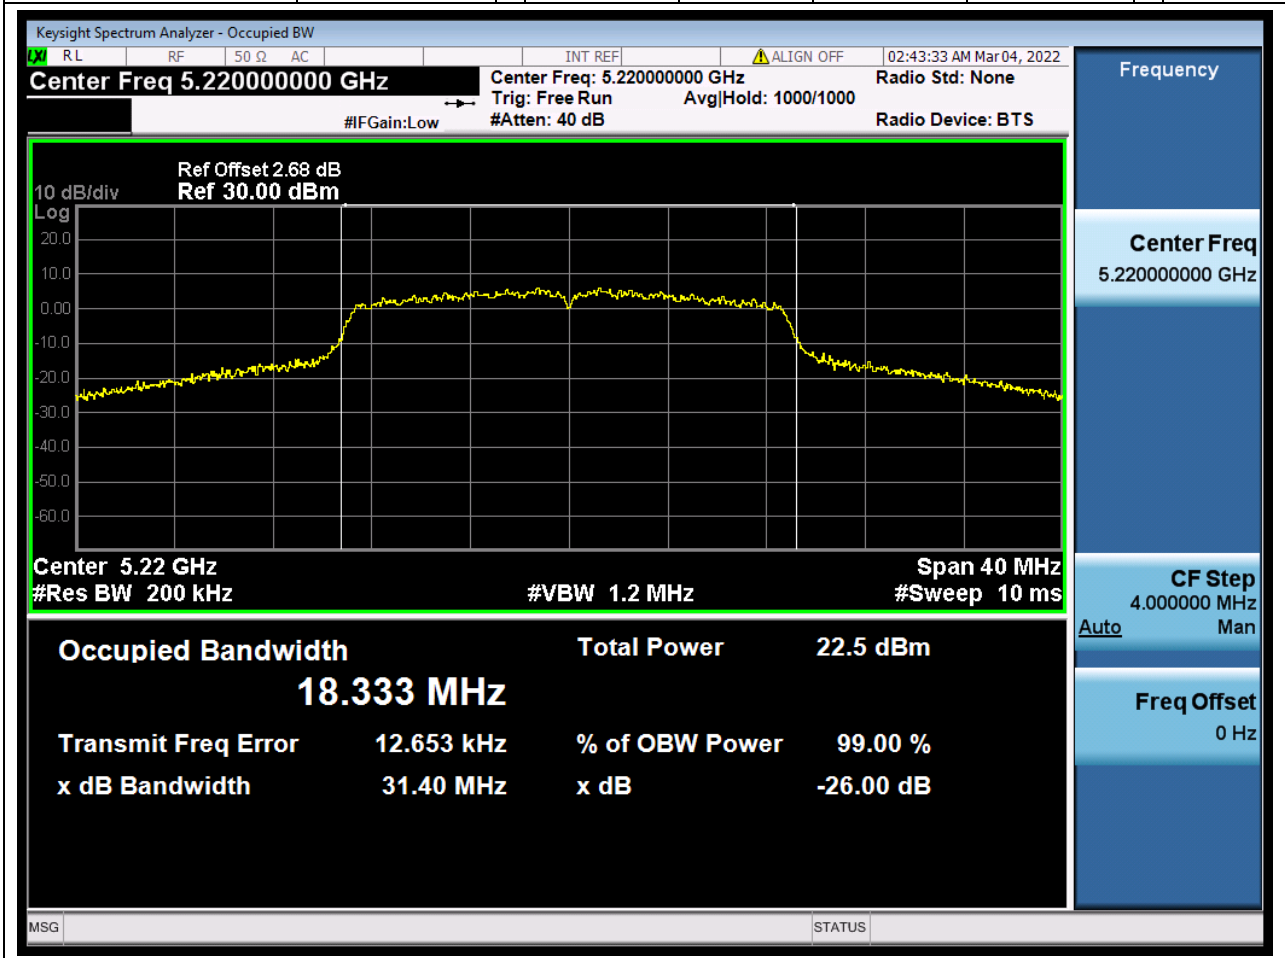 Keysight Spectrum Analyzer - Occupied BW
LXI RL RF 50 Ω AC INT REF ALIGN OFF 02:43:33 AM Mar 04, 2022
Center Freq 5.220000000 GHz
#IFGain:Low
Center Freq: 5.220000000 GHz
Trig: Free Run Avg|Hold: 1000/1000
#Atten: 40 dB
Radio Std: None
Radio Device: BTS
Ref Offset 2.68 dB
10 dB/div Ref 30.00 dBm
Log
20.0
10.0
0.00
-10.0
-20.0
-30.0
-40.0
-50.0
-60.0
Center 5.22 GHz Span 40 MHz
#Res BW 200 kHz #VBW 1.2 MHz #Sweep 10 ms
Occupied Bandwidth Total Power 22.5 dBm
18.333 MHz
Transmit Freq Error 12.653 kHz % of OBW Power 99.00 %
x dB Bandwidth 31.40 MHz x dB -26.00 dB
MSG STATUS
Frequency
Center Freq
5.220000000 GHz
CF Step
4.000000 MHz
Auto Man
Freq Offset
0 Hz